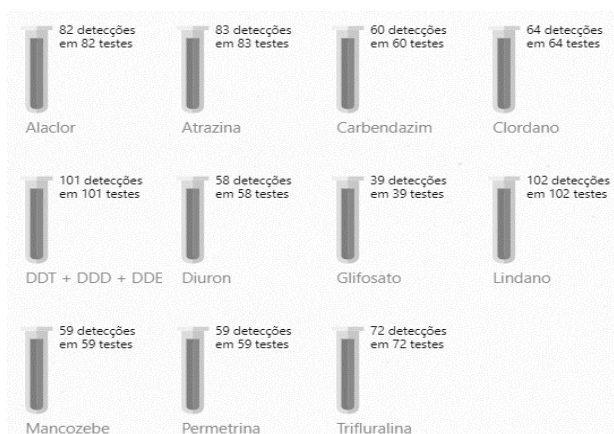 82 detecções
em 82 testes
Alaclor
83 detecções
em 83 testes
Atrazina
60 detecções
em 60 testes
Carbendazim
64 detecções
em 64 testes
Clordano
101 detecções
em 101 testes
DDT + DDD + DDE
58 detecções
em 58 testes
Diuron
39 detecções
em 39 testes
Glifosato
102 detecções
em 102 testes
Lindano
59 detecções
em 59 testes
Mancozebe
59 detecções
em 59 testes
Permetrina
72 detecções
em 72 testes
Trifluralina